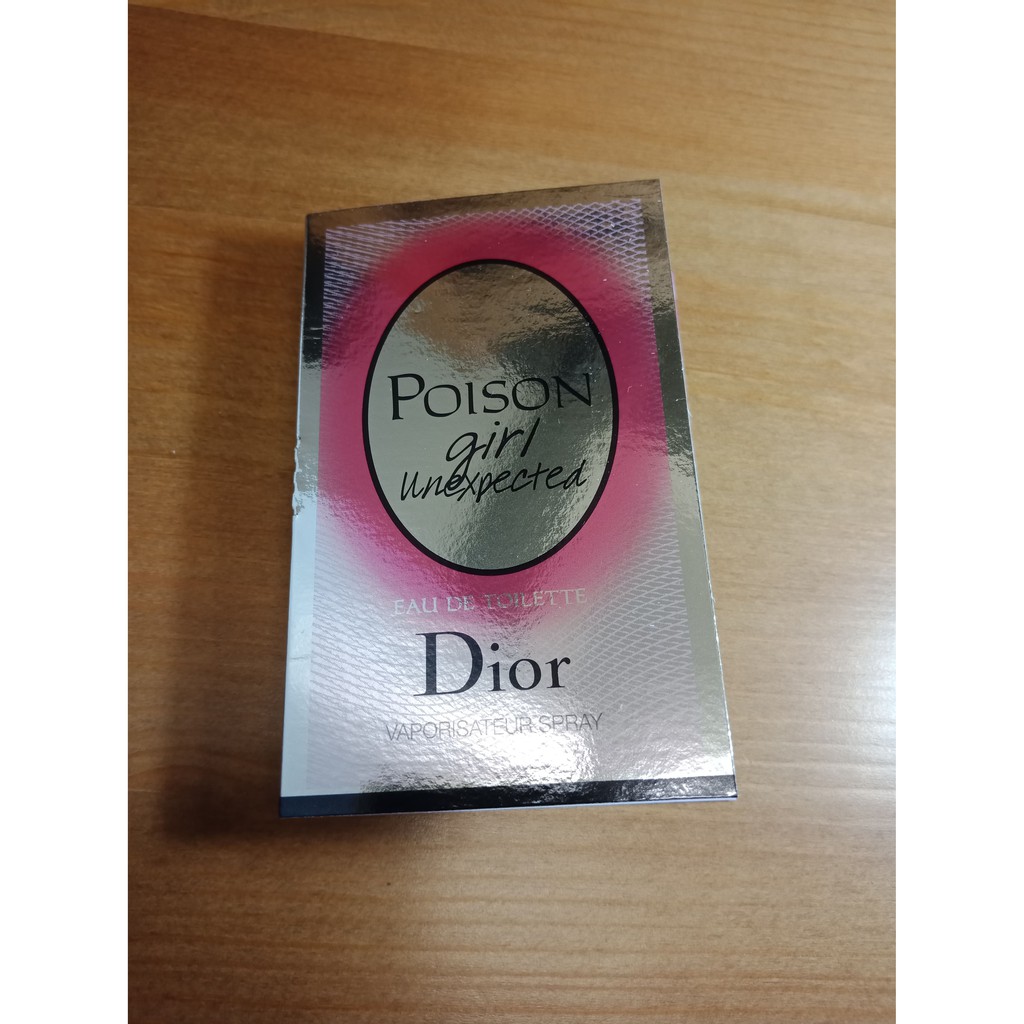 POISON
girl
Unexpected
EAU DE TOILETTE
Dior
VAPORISATEUR SPRAY